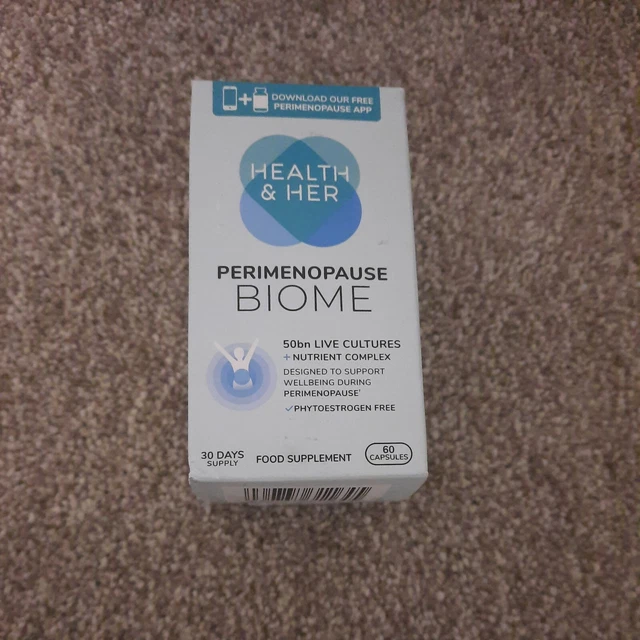 DOWNLOAD OUR FREE
PERIMENOPAUSE APP
HEALTH
& HER
PERIMENOPAUSE
BIOME
50bn LIVE CULTURES
+ NUTRIENT COMPLEX
DESIGNED TO SUPPORT
WELLBEING DURING
PERIMENOPAUSE†
✓PHYTOESTROGEN FREE
30 DAYS
SUPPLY
FOOD SUPPLEMENT
60
CAPSULES